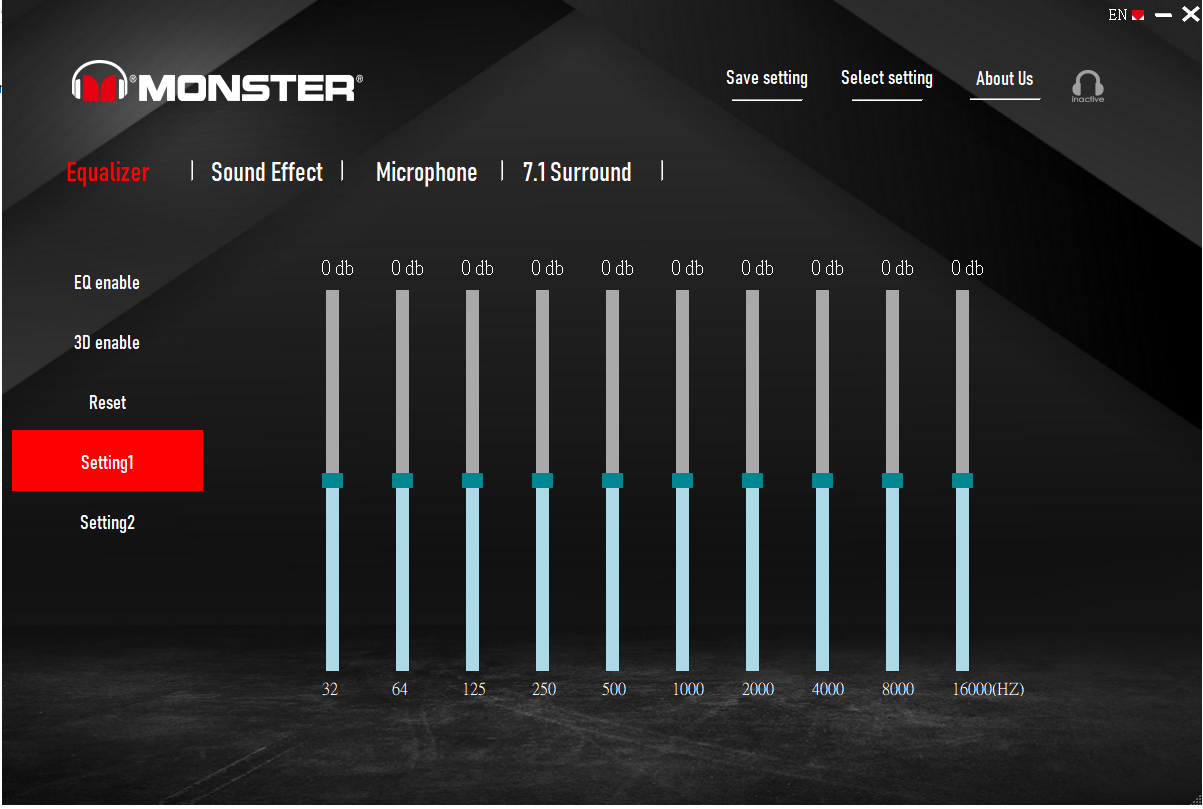 EN
MONSTER
Save setting
Select setting
About Us
inactive
Equalizer | Sound Effect | Microphone | 7.1 Surround |
EQ enable
3D enable
Reset
Setting1
Setting2
0 db 0 db 0 db 0 db 0 db 0 db 0 db 0 db 0 db 0 db
32 64 125 250 500 1000 2000 4000 8000 16000(HZ)